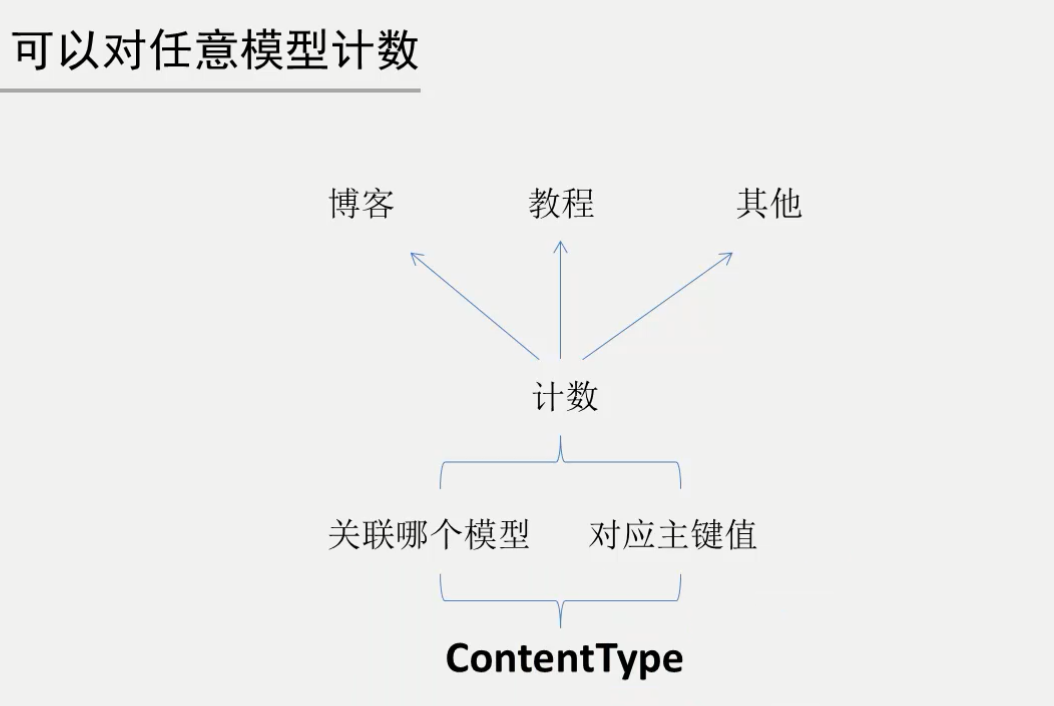 可以对任意模型计数
博客 教程 其他
计数
关联哪个模型 对应主键值
ContentType